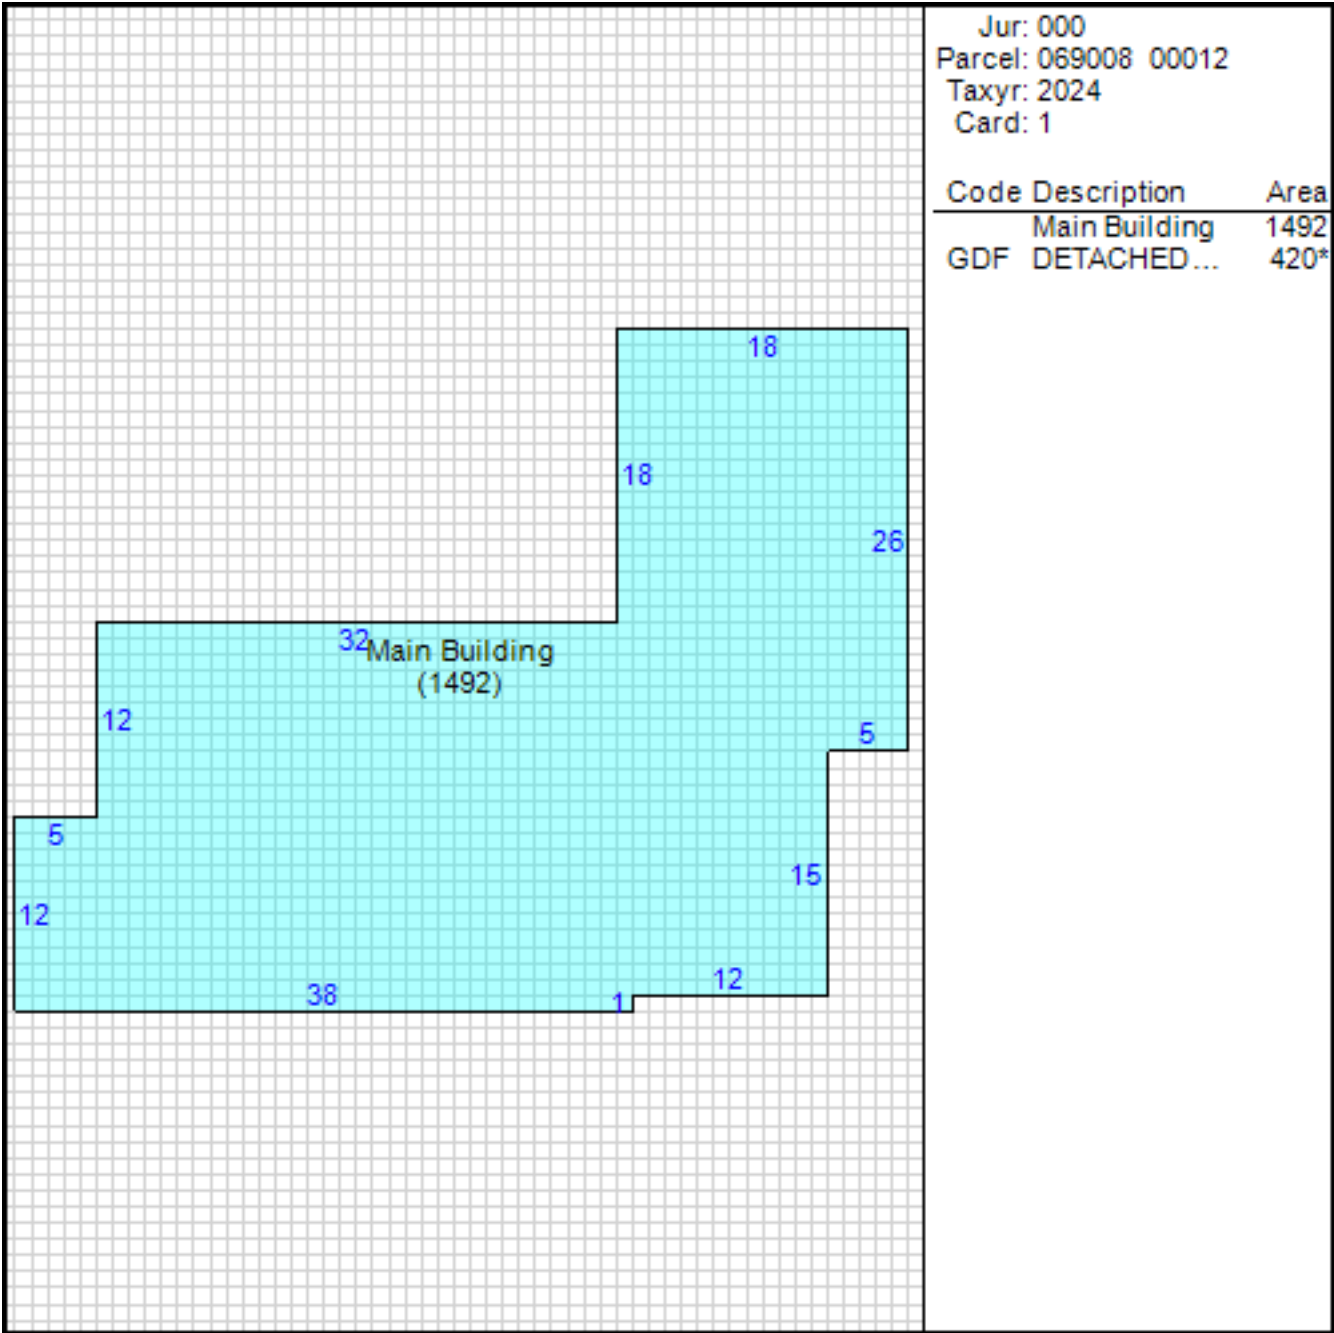 Jur: 000
Parcel: 069008 00012
Taxyr: 2024
Card: 1
Code Description Area
Main Building 1492
GDF DETACHED... 420*
18
18
26
32
Main Building
(1492)
12
5
5
15
12
12
38
1